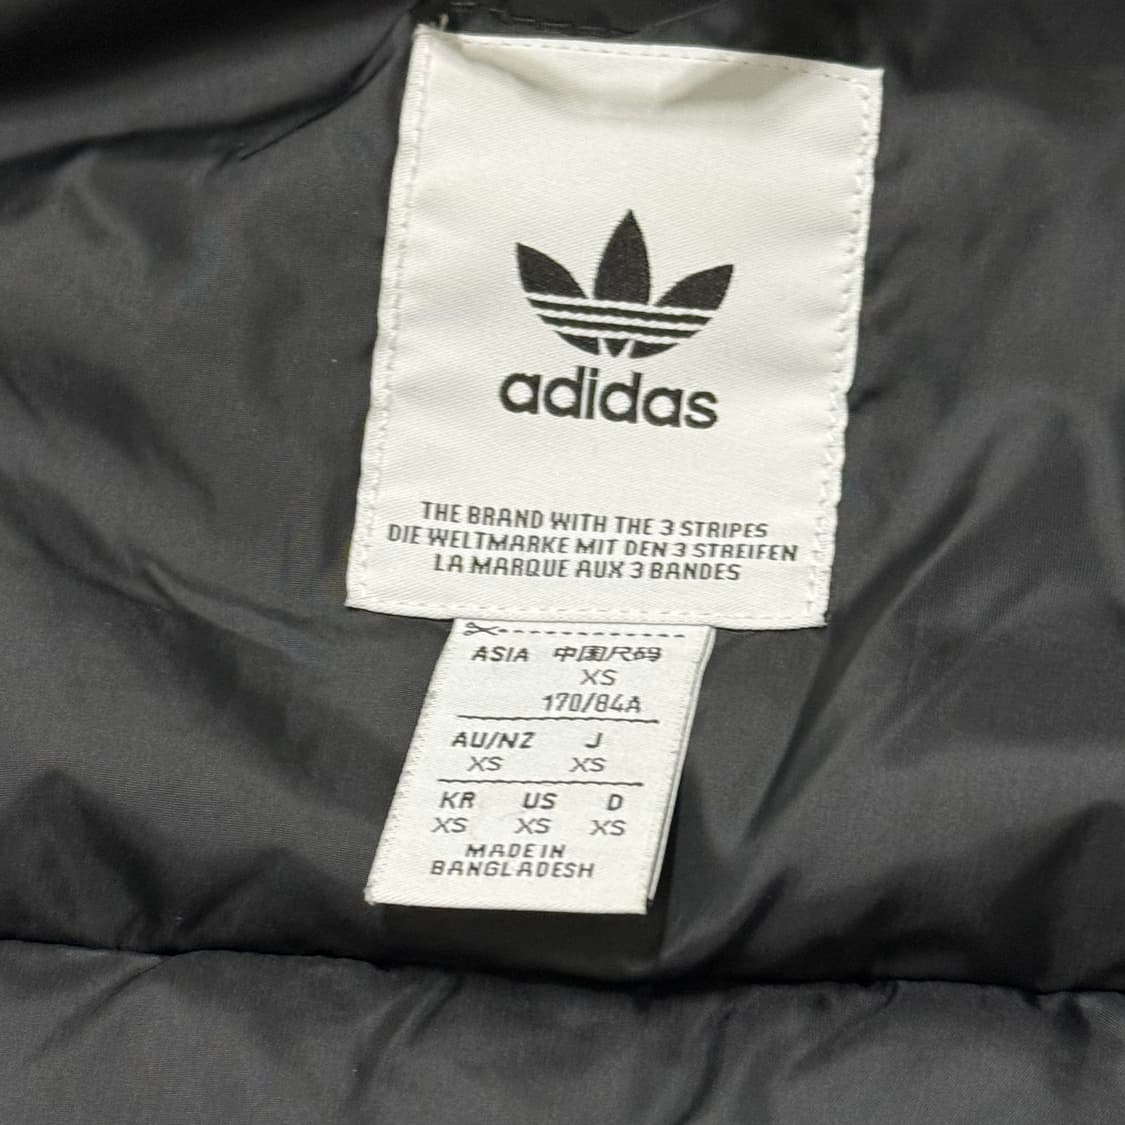 adidas
THE BRAND WITH THE 3 STRIPES
DIE WELTMARKE MIT DEN 3 STREIFEN
LA MARQUE AUX 3 BANDES
ASIA 中国尺码
XS
170/84A
AU/NZ J
XS XS
KR US D
XS XS XS
MADE IN
BANGLADESH